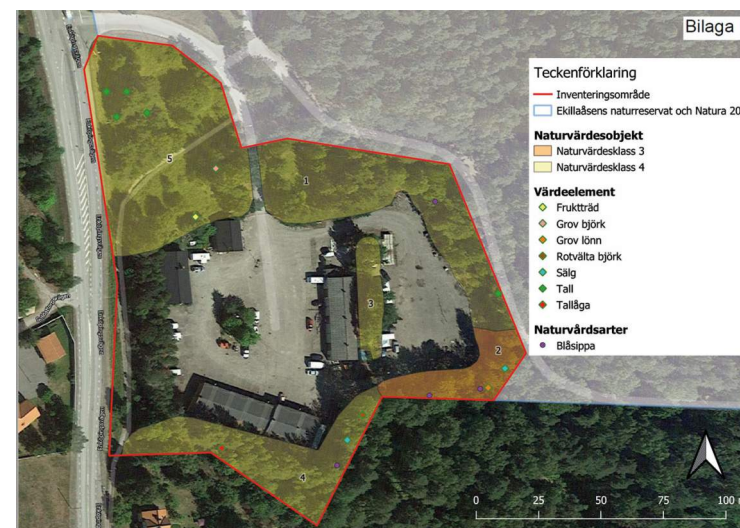 Bilaga
Teckenförklaring
Inventeringsområde
Ekillaåsens naturreservat och Natura 20
Naturvärdesobjekt
Naturvärdesklass 3
Naturvärdesklass 4
Värdeelement
Fruktträd
Grov björk
Grov lönn
Rotvälta björk
Sälg
Tall
Tallåga
Naturvårdsarter
Blåsippa
5
1
3
2
4
0 25 50 75 100